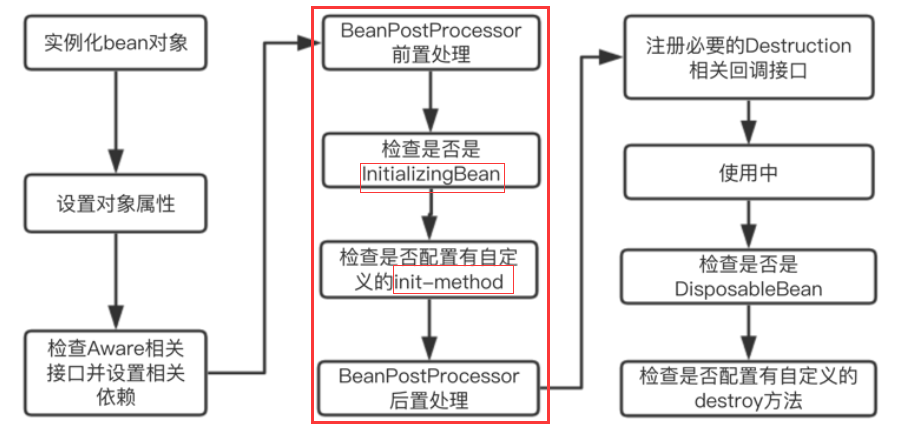 实例化bean对象
设置对象属性
检查Aware相关
接口并设置相关
依赖
BeanPostProcessor
前置处理
检查是否是
InitializingBean
检查是否配置有自定
义的init-method
BeanPostProcessor
后置处理
注册必要的Destruction
相关回调接口
使用中
检查是否是
DisposableBean
检查是否配置有自定义的
destroy方法